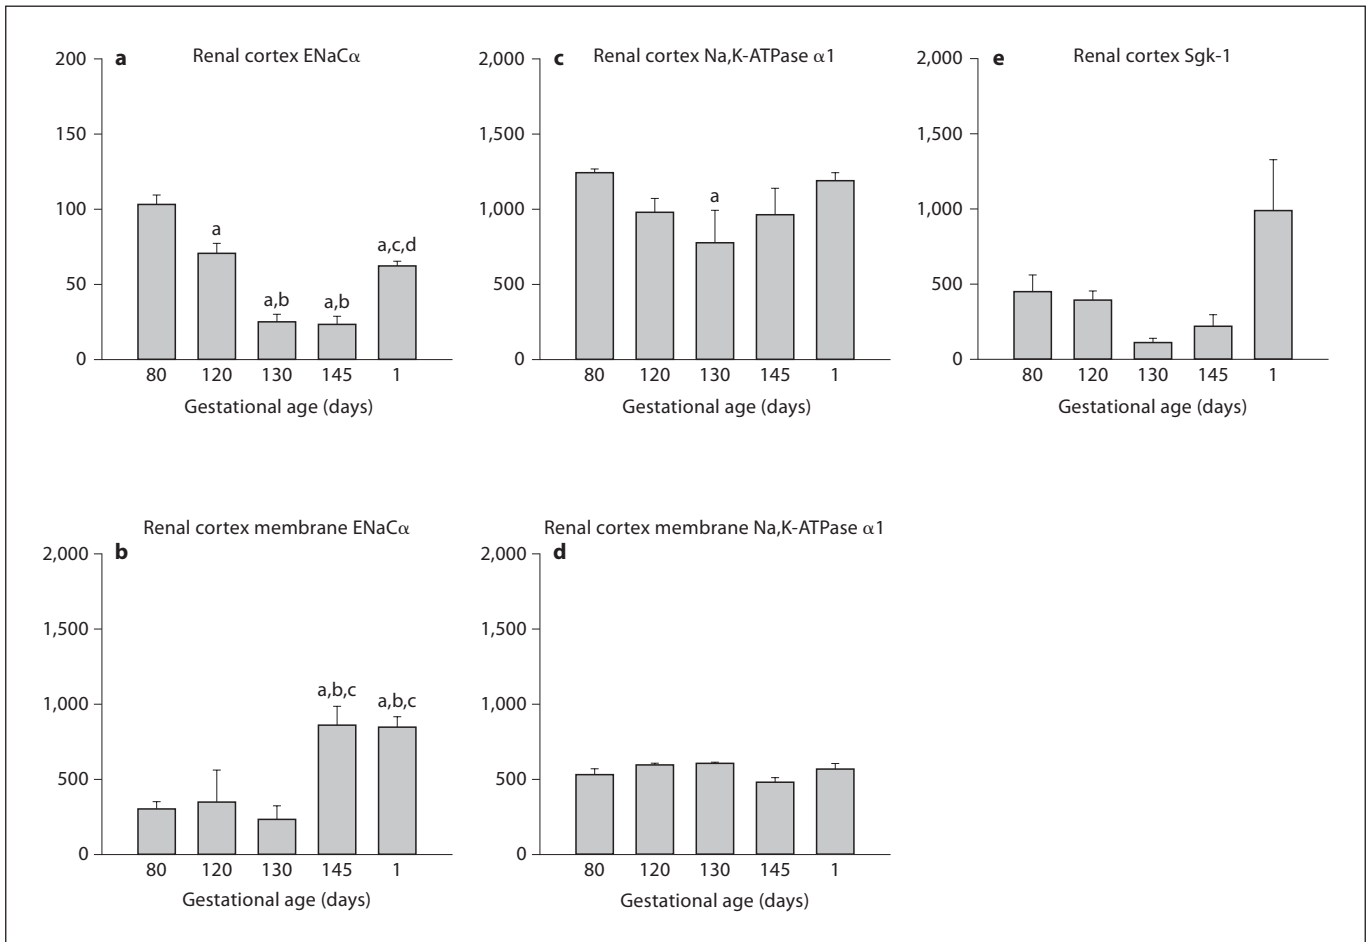 a Renal cortex ENaCα
200
150
100
50
0
a
a,b
a,b
a,c,d
80 120 130 145 1
Gestational age (days)
c Renal cortex Na,K-ATPase α1
2,000
1,500
1,000
500
0
a
80 120 130 145 1
Gestational age (days)
e Renal cortex Sgk-1
2,000
1,500
1,000
500
0
80 120 130 145 1
Gestational age (days)
Renal cortex membrane ENaCα
b
2,000
1,500
1,000
500
0
a,b,c
a,b,c
80 120 130 145 1
Gestational age (days)
Renal cortex membrane Na,K-ATPase α1
d
2,000
1,500
1,000
500
0
80 120 130 145 1
Gestational age (days)